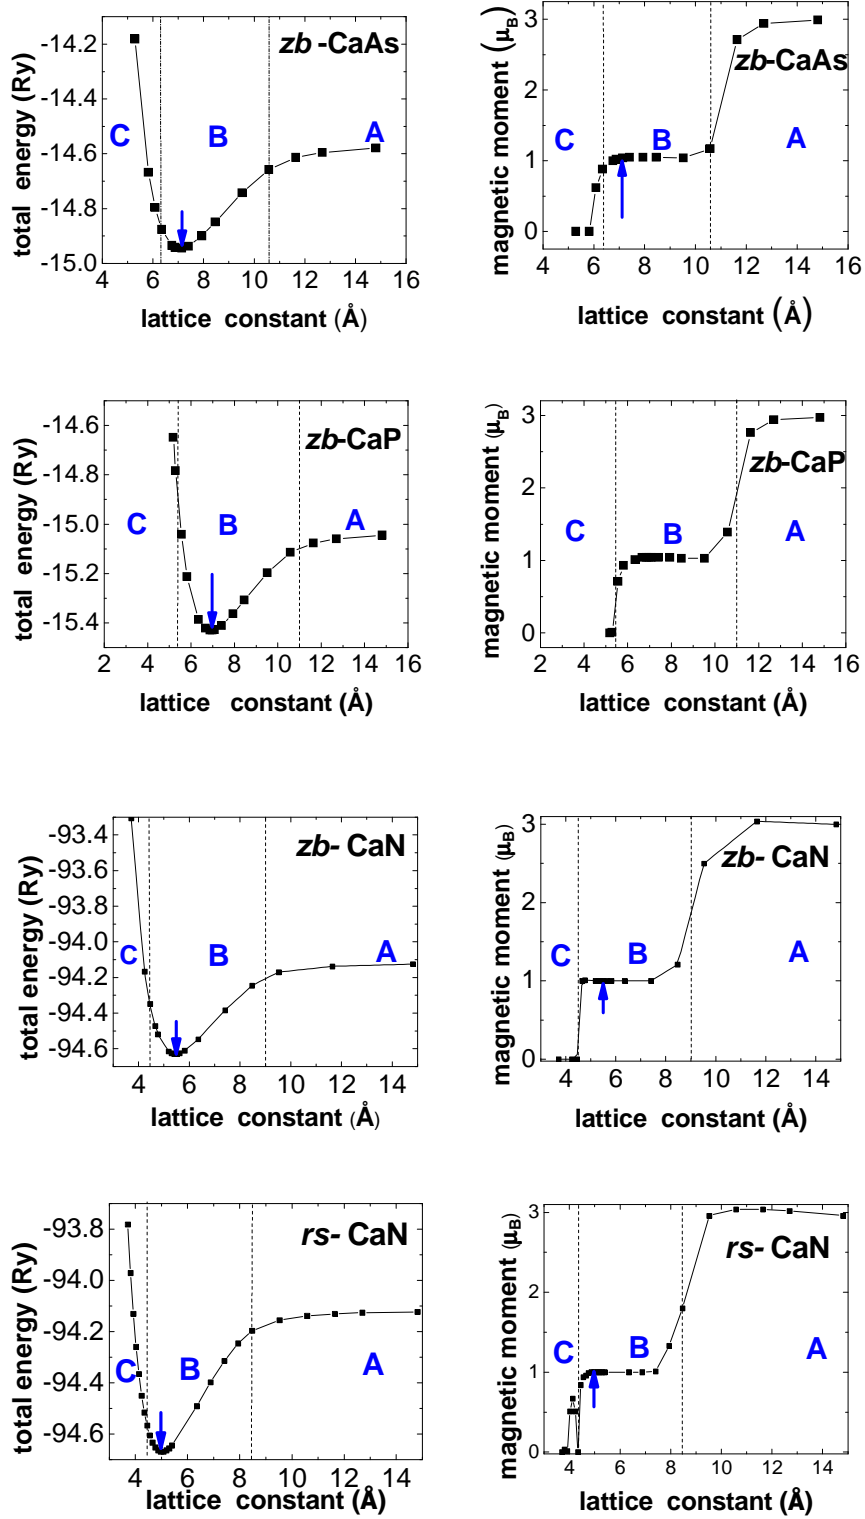 -14.2
-14.4
-14.6
-14.8
-15.0
total energy (Ry)
zb -CaAs
C
B
A
4 6 8 10 12 14 16
lattice constant (Å)
3
2
1
0
magnetic moment (μB)
zb-CaAs
C
B
A
4 6 8 10 12 14 16
lattice constant (Å)
-14.6
-14.8
-15.0
-15.2
-15.4
total energy (Ry)
zb-CaP
C
B
A
2 4 6 8 10 12 14 16
lattice constant (Å)
3
2
1
0
magnetic moment (μB)
zb-CaP
C
B
A
2 4 6 8 10 12 14 16
lattice constant (Å)
-93.4
-93.6
-93.8
-94.0
-94.2
-94.4
-94.6
total energy (Ry)
zb- CaN
C
B
A
4 6 8 10 12 14
lattice constant (Å)
3
2
1
0
magnetic moment (μB)
zb- CaN
C
B
A
4 6 8 10 12 14
lattice constant (Å)
-93.8
-94.0
-94.2
-94.4
-94.6
total energy (Ry)
rs- CaN
C
B
A
4 6 8 10 12 14
lattice constant (Å)
3
2
1
0
magnetic moment (μB)
rs- CaN
C
B
A
4 6 8 10 12 14
lattice constant (Å)